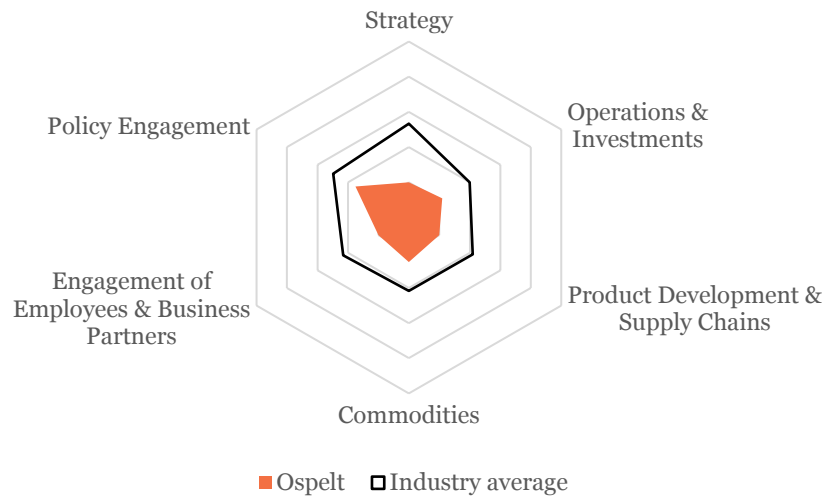 Strategy
Operations &
Investments
Product Development &
Supply Chains
Commodities
Engagement of
Employees & Business
Partners
Policy Engagement
Ospelt
Industry average